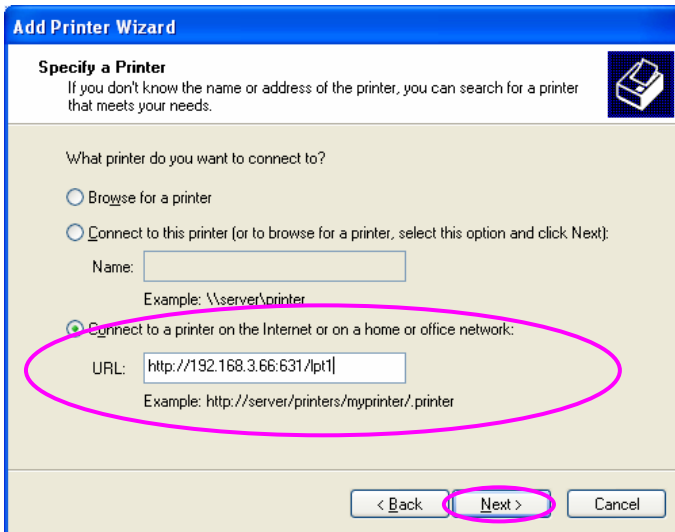 Add Printer Wizard
Specify a Printer
If you don't know the name or address of the printer, you can search for a printer
that meets your needs.
What printer do you want to connect to?
Browse for a printer
Connect to this printer (or to browse for a printer, select this option and click Next):
Name:
Example: \\server\printer
Connect to a printer on the Internet or on a home or office network:
URL: http://192.168.3.66:631/lpt1
Example: http://server/printers/myprinter/.printer
< Back Next > Cancel